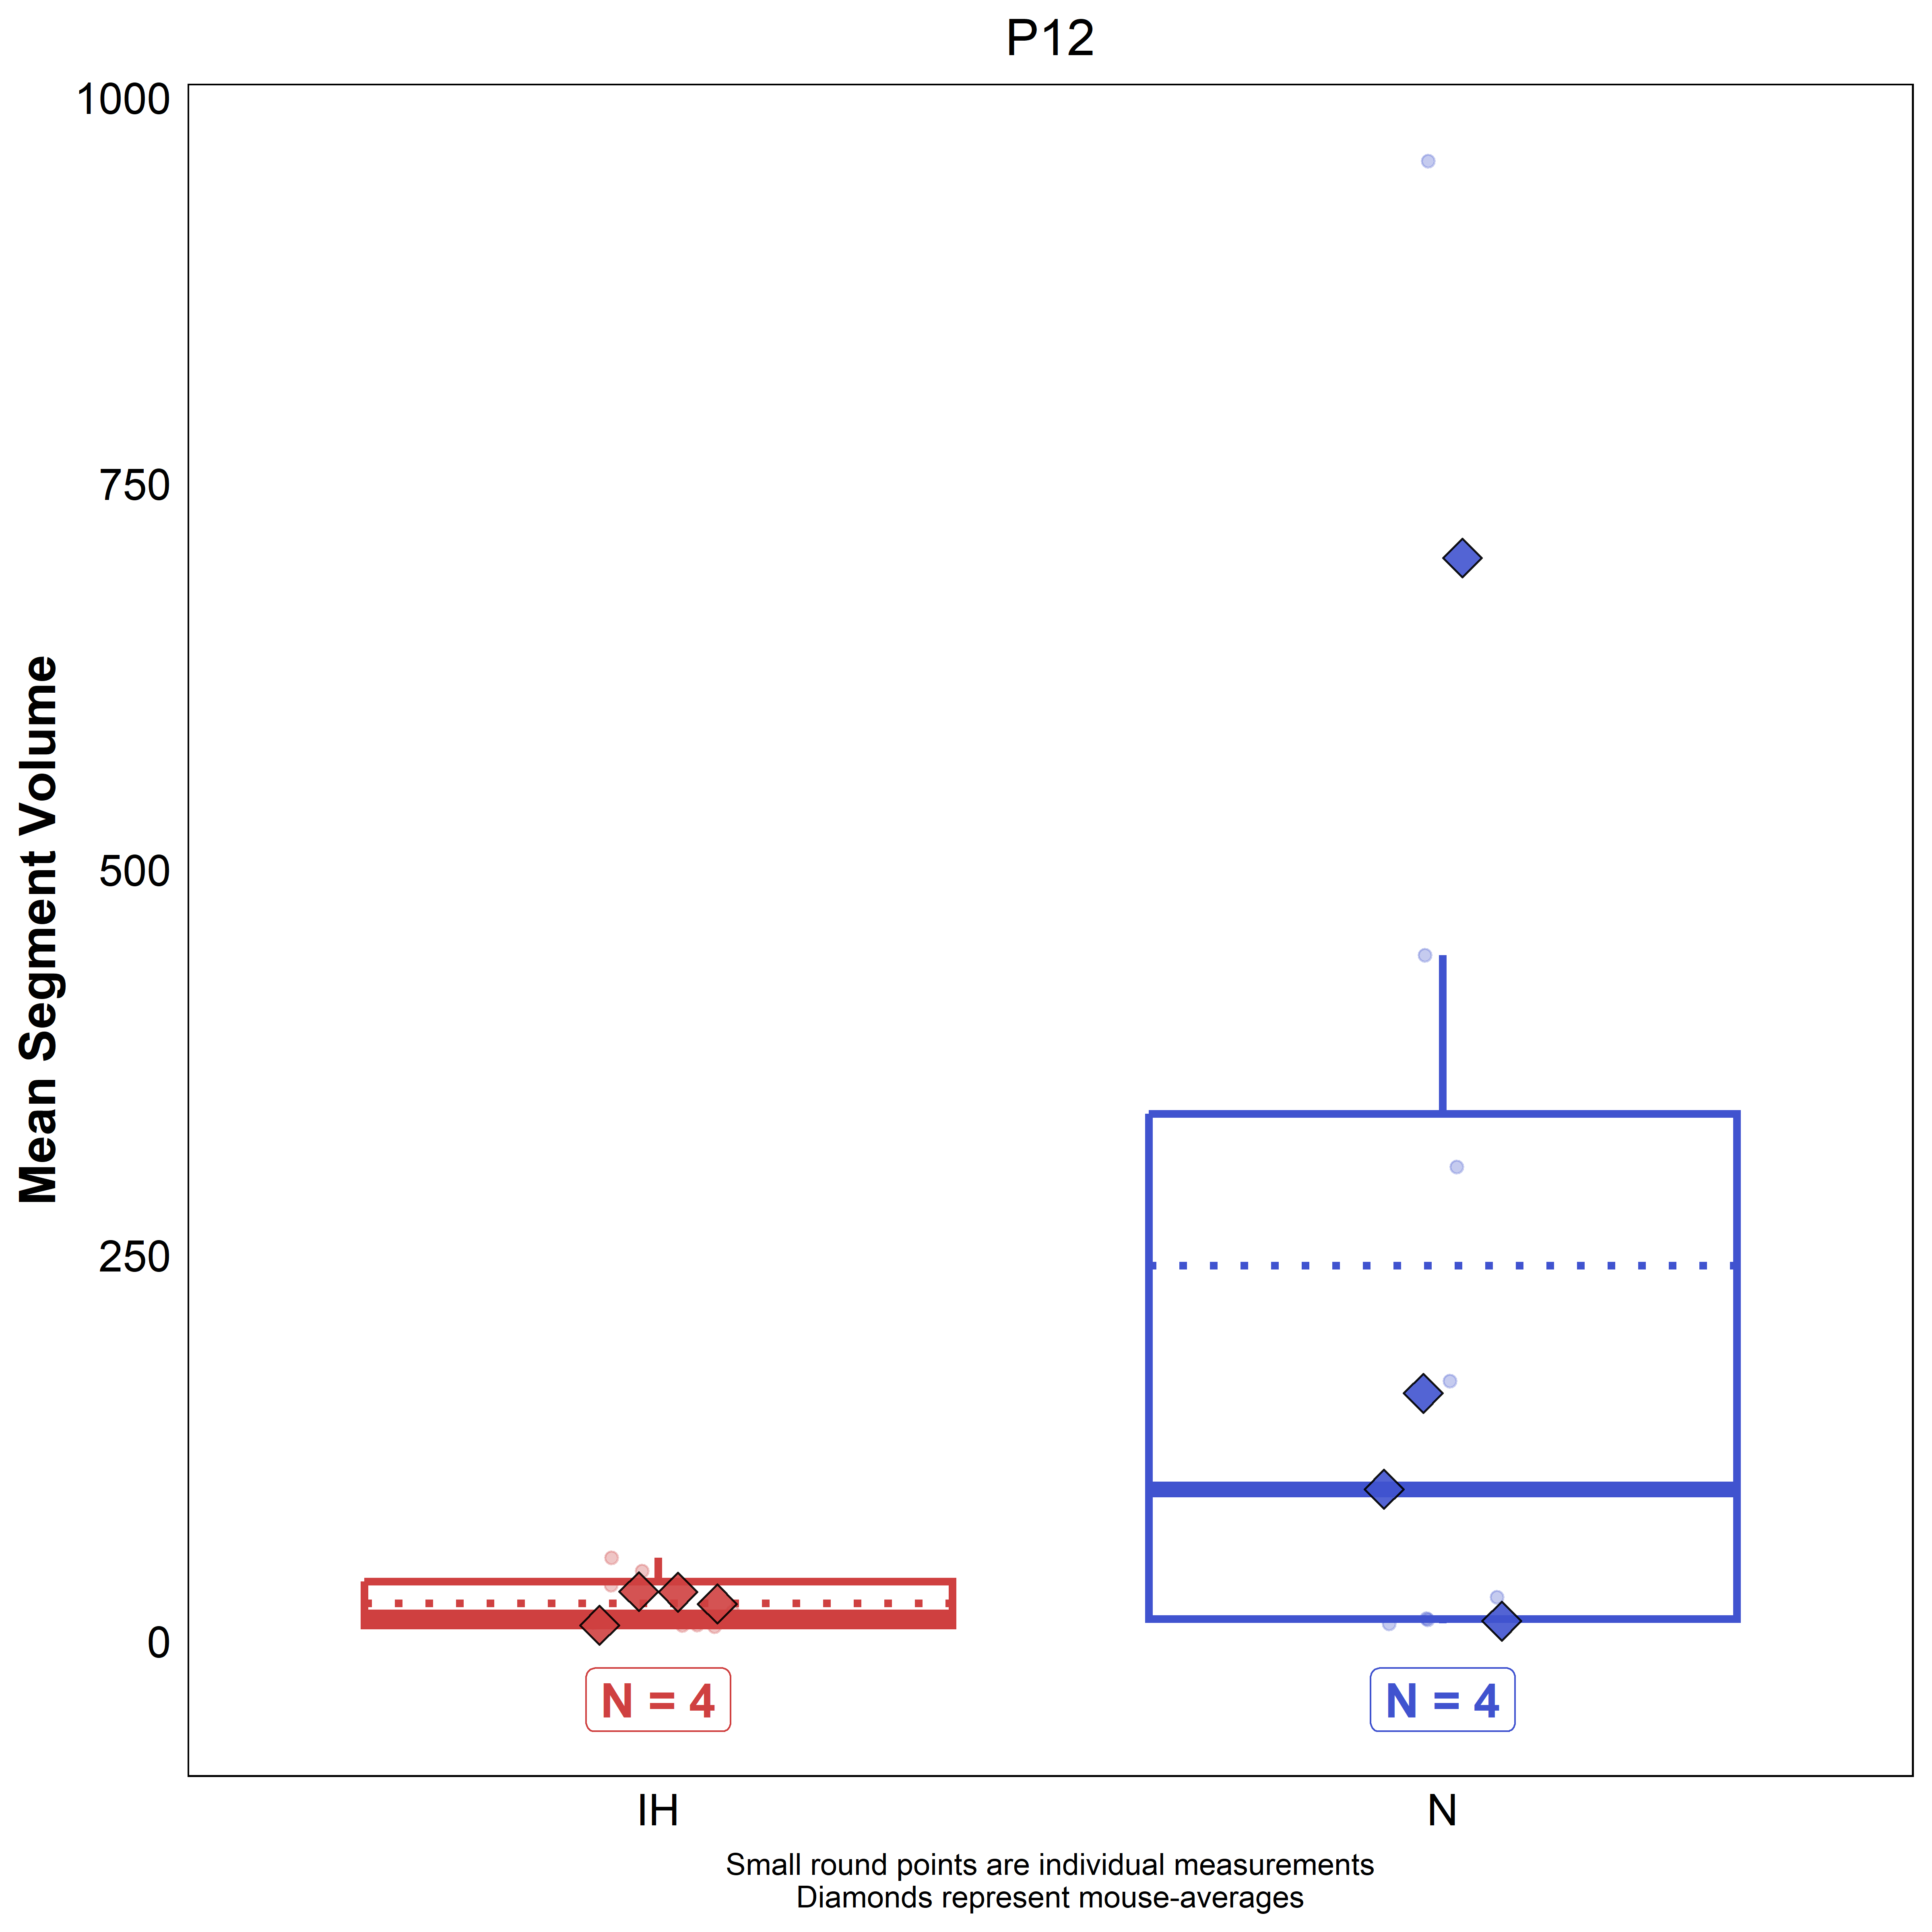 P12
1000
750
500
250
0
Mean Segment Volume
N = 4
N = 4
IH
N
Small round points are individual measurements
Diamonds represent mouse-averages